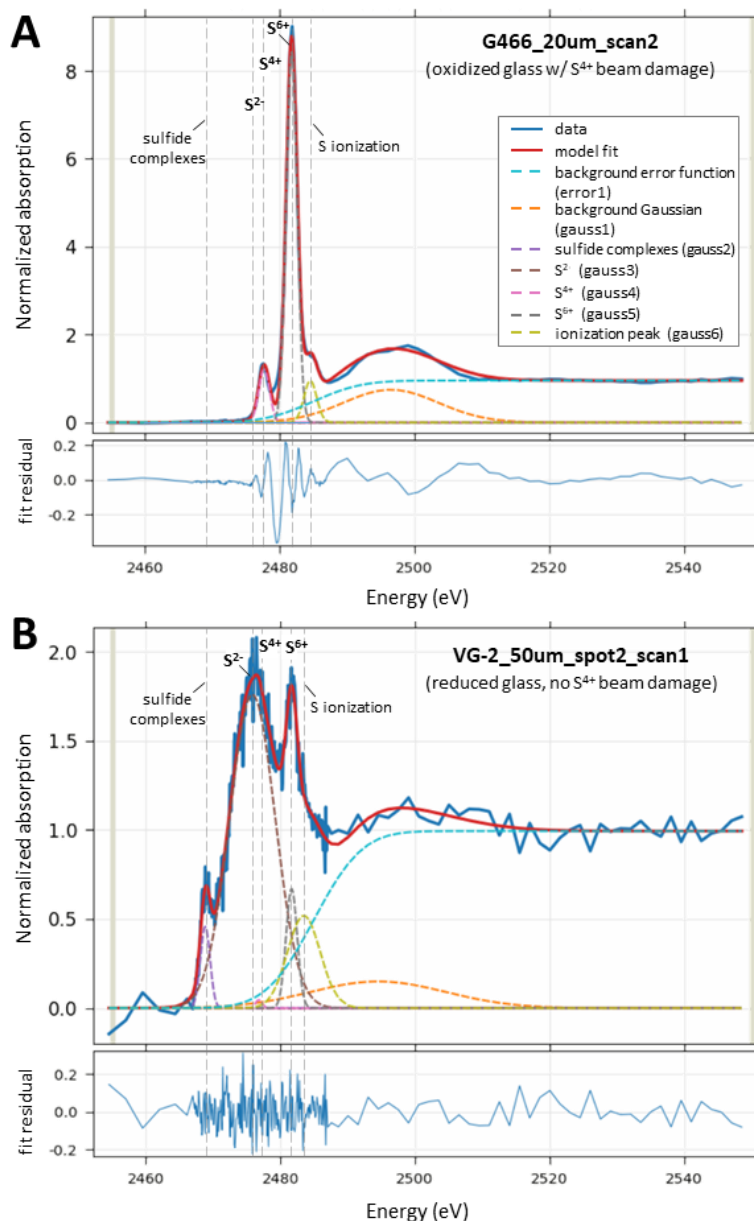 A
G466_20um_scan2
(oxidized glass w/ S⁴⁺ beam damage)
S⁶⁺
S⁴⁺
S²⁻
sulfide
complexes
S ionization
data
model fit
background error function
(error1)
background Gaussian
(gauss1)
sulfide complexes (gauss2)
S²⁻ (gauss3)
S⁴⁺ (gauss4)
S⁶⁺ (gauss5)
ionization peak (gauss6)
Normalized absorption
8
6
4
2
0
fit residual
0.2
0.0
-0.2
2460
2480
2500
2520
2540
Energy (eV)
B
VG-2_50um_spot2_scan1
(reduced glass, no S⁴⁺ beam damage)
S²⁻
S⁴⁺
S⁶⁺
sulfide
complexes
S ionization
Normalized absorption
2.0
1.5
1.0
0.5
0.0
fit residual
0.2
0.0
-0.2
2460
2480
2500
2520
2540
Energy (eV)